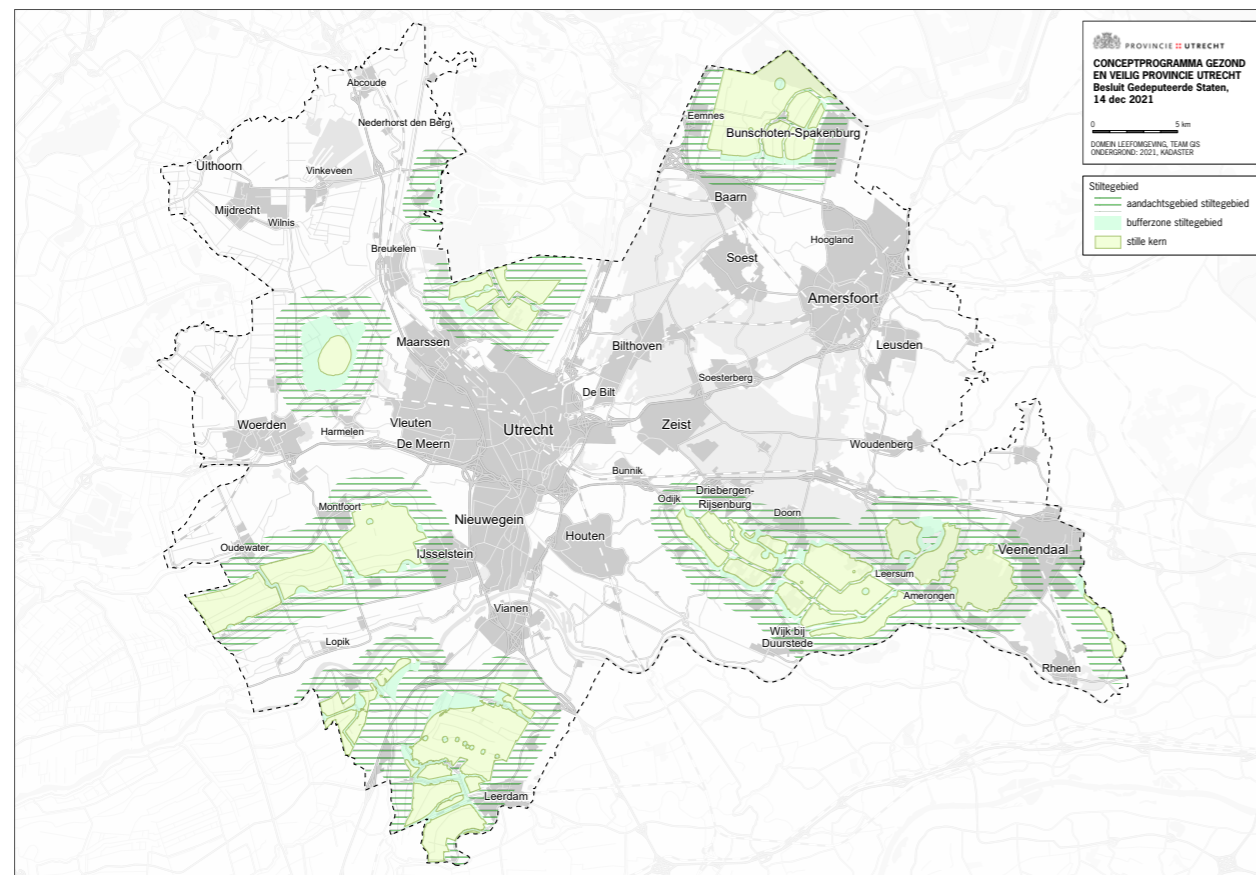 PROVINCIE :: UTRECHT
CONCEPTPROGRAMMA GEZOND
EN VEILIG PROVINCIE UTRECHT
Besluit Gedeputeerde Staten,
14 dec 2021
0 5 km
DOMEIN LEEFOMGEVING, TEAM GIS
ONDERGROND: 2021, KADASTER
Stiltegebied
aandachtsgebied stiltegebied
bufferzone stiltegebied
stille kern
Abcoude
Nederhorst den Berg
Eemnes
Bunschoten-Spakenburg
Uithoorn
Vinkeveen
Mijdrecht
Wilnis
Baarn
Breukelen
Hoogland
Soest
Amersfoort
Maarssen
Bilthoven
Leusden
Soesterberg
De Bilt
Vleuten
Woerden
Harmelen
Utrecht
Zeist
De Meern
Woudenberg
Bunnik
Driebergen-
Rijsenburg
Odijk
Montfoort
Doorn
Nieuwegein
Houten
Oudewater
IJsselstein
Veenendaal
Leersum
Amerongen
Vianen
Wijk bij
Duurstede
Lopik
Rhenen
Leerdam